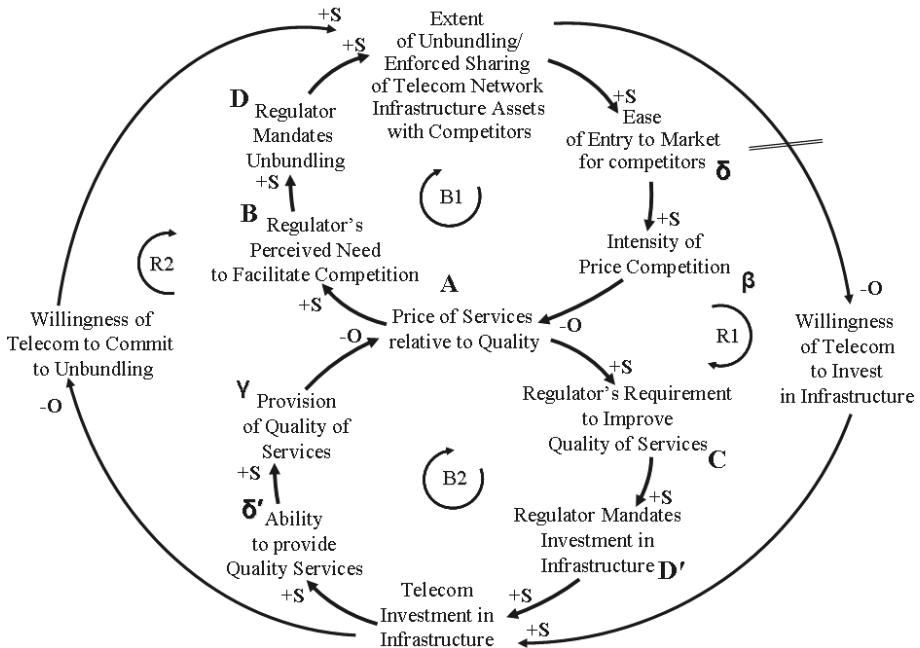 +S
Extent
of Unbundling/
Enforced Sharing
of Telecom Network
Infrastructure Assets
with Competitors
+S
D
Regulator
Mandates
Unbundling
+S
+S
Ease
of Entry to Market
for competitors
δ
B1
B
Regulator's
Perceived Need
to Facilitate Competition
+S
+S
Intensity of
Price Competition
β
R2
A
Price of Services
relative to Quality
-O
-O
R1
-O
Willingness of
Telecom to Commit
to Unbundling
-O
Willingness
of Telecom
to Invest
in Infrastructure
γ
Provision
of Quality of
Services
+S
+S
Regulator's Requirement
to Improve
Quality of Services
C
B2
δ′
Ability
to provide
Quality Services
+S
+S
Regulator Mandates
Investment in
Infrastructure
D′
+S
Telecom
Investment in
Infrastructure
+S